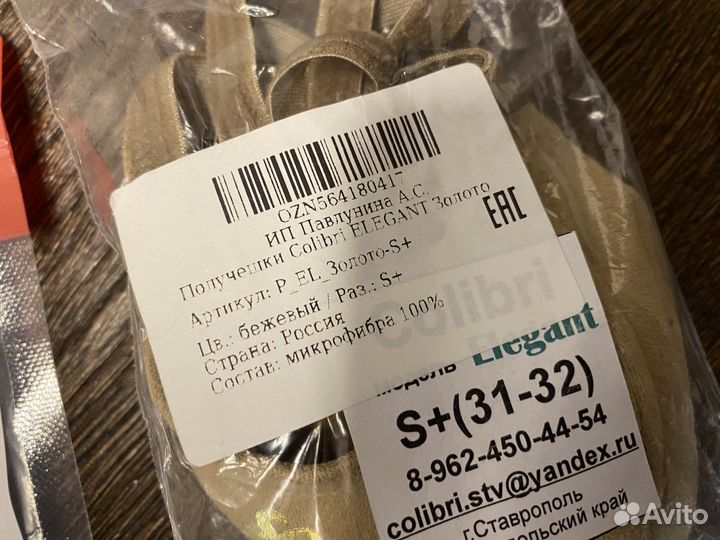 OZN564180417
ИП Павлунина А.С.
Получешки Colibri ELEGANT Золото
Артикул: P_EL_Золото-S+
Цв.: бежевый / Раз.: S+
Страна: Россия
Состав: микрофибра 100%
EAC
Colibri
модель Elegant
S+(31-32)
8-962-450-44-54
colibri.stv@yandex.ru
г.Ставрополь
край
Avito